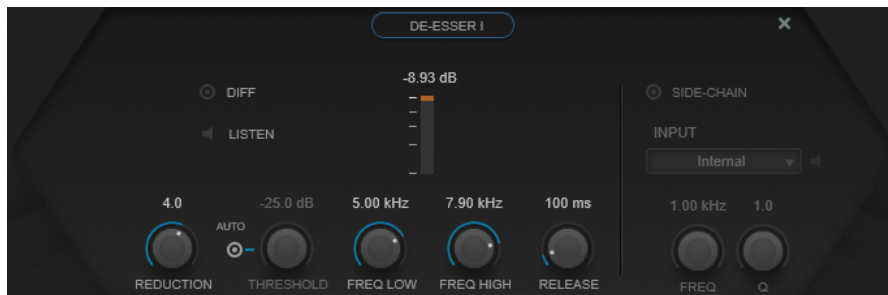 DE-ESSER I
×
-8.93 dB
DIFF
LISTEN
SIDE-CHAIN
INPUT
Internal
4.0
AUTO
-25.0 dB
5.00 kHz
7.90 kHz
100 ms
1.00 kHz
1.0
REDUCTION
THRESHOLD
FREQ LOW
FREQ HIGH
RELEASE
FREQ
Q